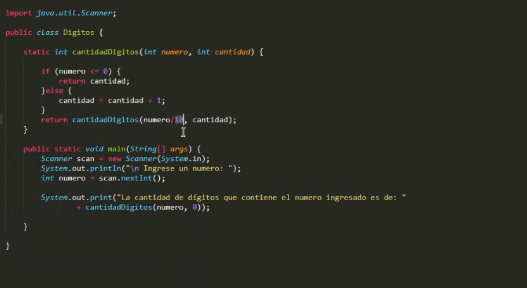 import java.util.Scanner;
public class Digitos {
static int cantidadDigitos(int numero, int cantidad) {
if (numero <= 0) {
return cantidad;
}else {
cantidad = cantidad + 1;
}
return cantidadDigitos(numero/10, cantidad);
}
public static void main(String[] args) {
Scanner scan = new Scanner(System.in);
System.out.println("\n Ingrese un numero: ");
int numero = scan.nextInt();
System.out.print("La cantidad de dígitos que contiene el numero ingresado es de: "
+ cantidadDigitos(numero, 0));
}
}